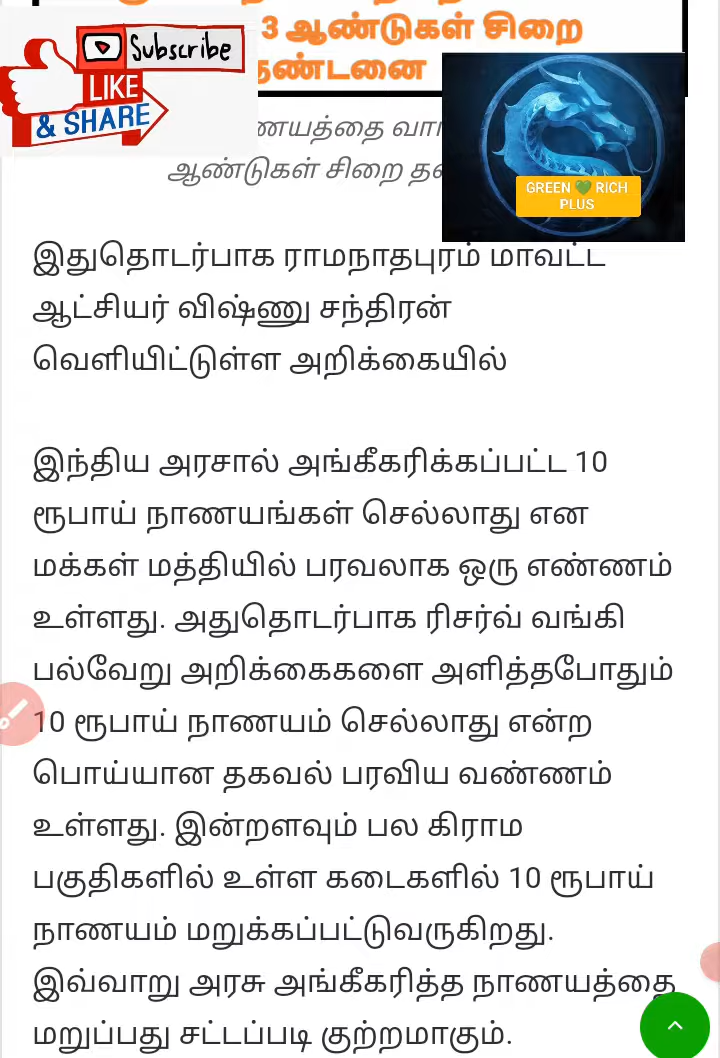 3 ஆண்டுகள் சிறை
Subscribe
தண்டனை
LIKE
& SHARE
ஆண்டுகள் சிறை
GREEN 💚 RICH
PLUS
இதுதொடர்பாக ராமநாதபுரம் மாவட்ட
ஆட்சியர் விஷ்ணு சந்திரன்
வெளியிட்டுள்ள அறிக்கையில்
இந்திய அரசால் அங்கீகரிக்கப்பட்ட 10
ரூபாய் நாணயங்கள் செல்லாது என
மக்கள் மத்தியில் பரவலாக ஒரு எண்ணம்
உள்ளது. அதுதொடர்பாக ரிசர்வ் வங்கி
பல்வேறு அறிக்கைகளை அளித்தபோதும்
10 ரூபாய் நாணயம் செல்லாது என்ற
பொய்யான தகவல் பரவிய வண்ணம்
உள்ளது. இன்றளவும் பல கிராம
பகுதிகளில் உள்ள கடைகளில் 10 ரூபாய்
நாணயம் மறுக்கப்பட்டுவருகிறது.
இவ்வாறு அரசு அங்கீகரித்த நாணயத்தை
மறுப்பது சட்டப்படி குற்றமாகும்.